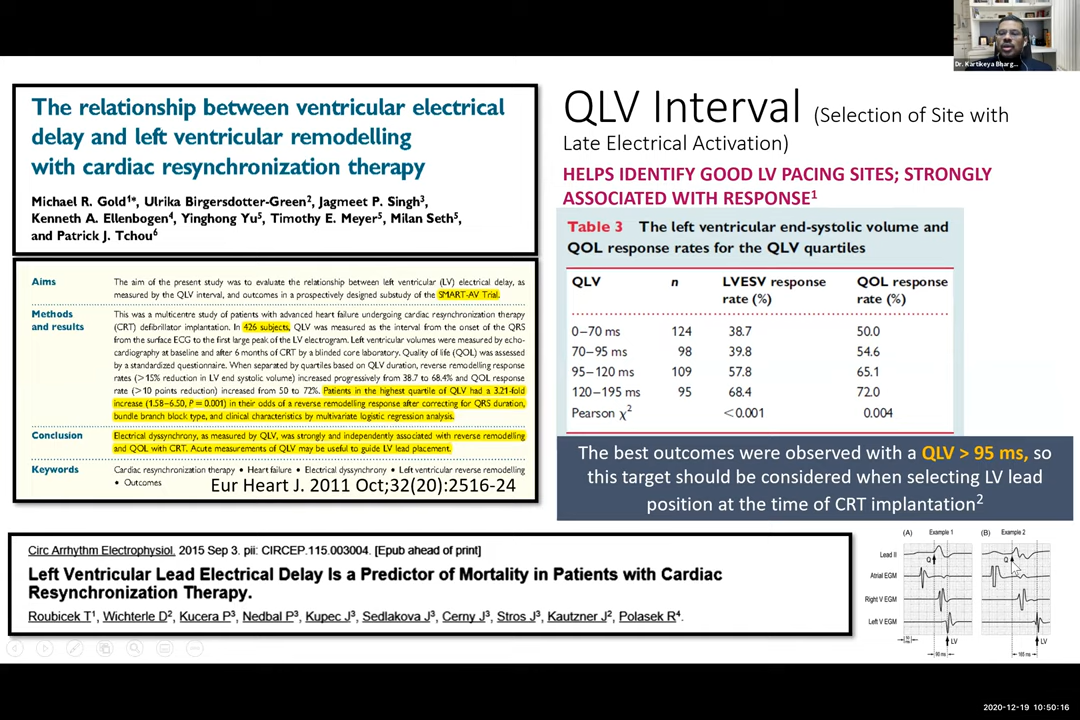 Dr. Kartikeya Bharg...
The relationship between ventricular electrical
delay and left ventricular remodelling
with cardiac resynchronization therapy
Michael R. Gold1*, Ulrika Birgersdotter-Green2, Jagmeet P. Singh3,
Kenneth A. Ellenbogen4, Yinghong Yu5, Timothy E. Meyer5, Milan Seth5,
and Patrick J. Tchou6
Aims The aim of the present study was to evaluate the relationship between left ventricular (LV) electrical delay, as
measured by the QLV interval, and outcomes in a prospectively designed substudy of the SMART-AV Trial.
Methods and results This was a multicentre study of patients with advanced heart failure undergoing cardiac resynchronization therapy
(CRT) defibrillator implantation. In 426 subjects, QLV was measured as the interval from the onset of the QRS
from the surface ECG to the first large peak of the LV electrogram. Left ventricular volumes were measured by echo-
cardiography at baseline and after 6 months of CRT by a blinded core laboratory. Quality of life (QOL) was assessed
by a standardized questionnaire. When separated by quartiles based on QLV duration, reverse remodelling response
rates (>15% reduction in LV end systolic volume) increased progressively from 38.7 to 68.4% and QOL response
rate (>10 points reduction) increased from 50 to 72%. Patients in the highest quartile of QLV had a 3.21-fold
increase (1.58–6.50, P = 0.001) in their odds of a reverse remodelling response after correcting for QRS duration,
bundle branch block type, and clinical characteristics by multivariate logistic regression analysis.
Conclusion Electrical dyssynchrony, as measured by QLV, was strongly and independently associated with reverse remodelling
and QOL with CRT. Acute measurements of QLV may be useful to guide LV lead placement.
Keywords Cardiac resynchronization therapy • Heart failure • Electrical dyssynchrony • Left ventricular reverse remodelling
• Outcomes
Eur Heart J. 2011 Oct;32(20):2516-24
QLV Interval (Selection of Site with
Late Electrical Activation)
HELPS IDENTIFY GOOD LV PACING SITES; STRONGLY
ASSOCIATED WITH RESPONSE1
Table 3 The left ventricular end-systolic volume and
QOL response rates for the QLV quartiles
QLV n LVESV response rate (%) QOL response rate (%)
0–70 ms 124 38.7 50.0
70–95 ms 98 39.8 54.6
95–120 ms 109 57.8 65.1
120–195 ms 95 68.4 72.0
Pearson χ2 <0.001 0.004
The best outcomes were observed with a QLV > 95 ms, so
this target should be considered when selecting LV lead
position at the time of CRT implantation2
Circ Arrhythm Electrophysiol. 2015 Sep 3. pii: CIRCEP.115.003004. [Epub ahead of print]
Left Ventricular Lead Electrical Delay Is a Predictor of Mortality in Patients with Cardiac
Resynchronization Therapy.
Roubicek T1, Wichterle D2, Kucera P3, Nedbal P3, Kupec J3, Sedlakova J3, Cerny J3, Stros J3, Kautzner J2, Polasek R4.
(A) Example 1 (B) Example 2
Lead II Q Q
Atrial EGM
Right V EGM
Left V EGM
LV LV
90 ms 165 ms
2020-12-19 10:50:16